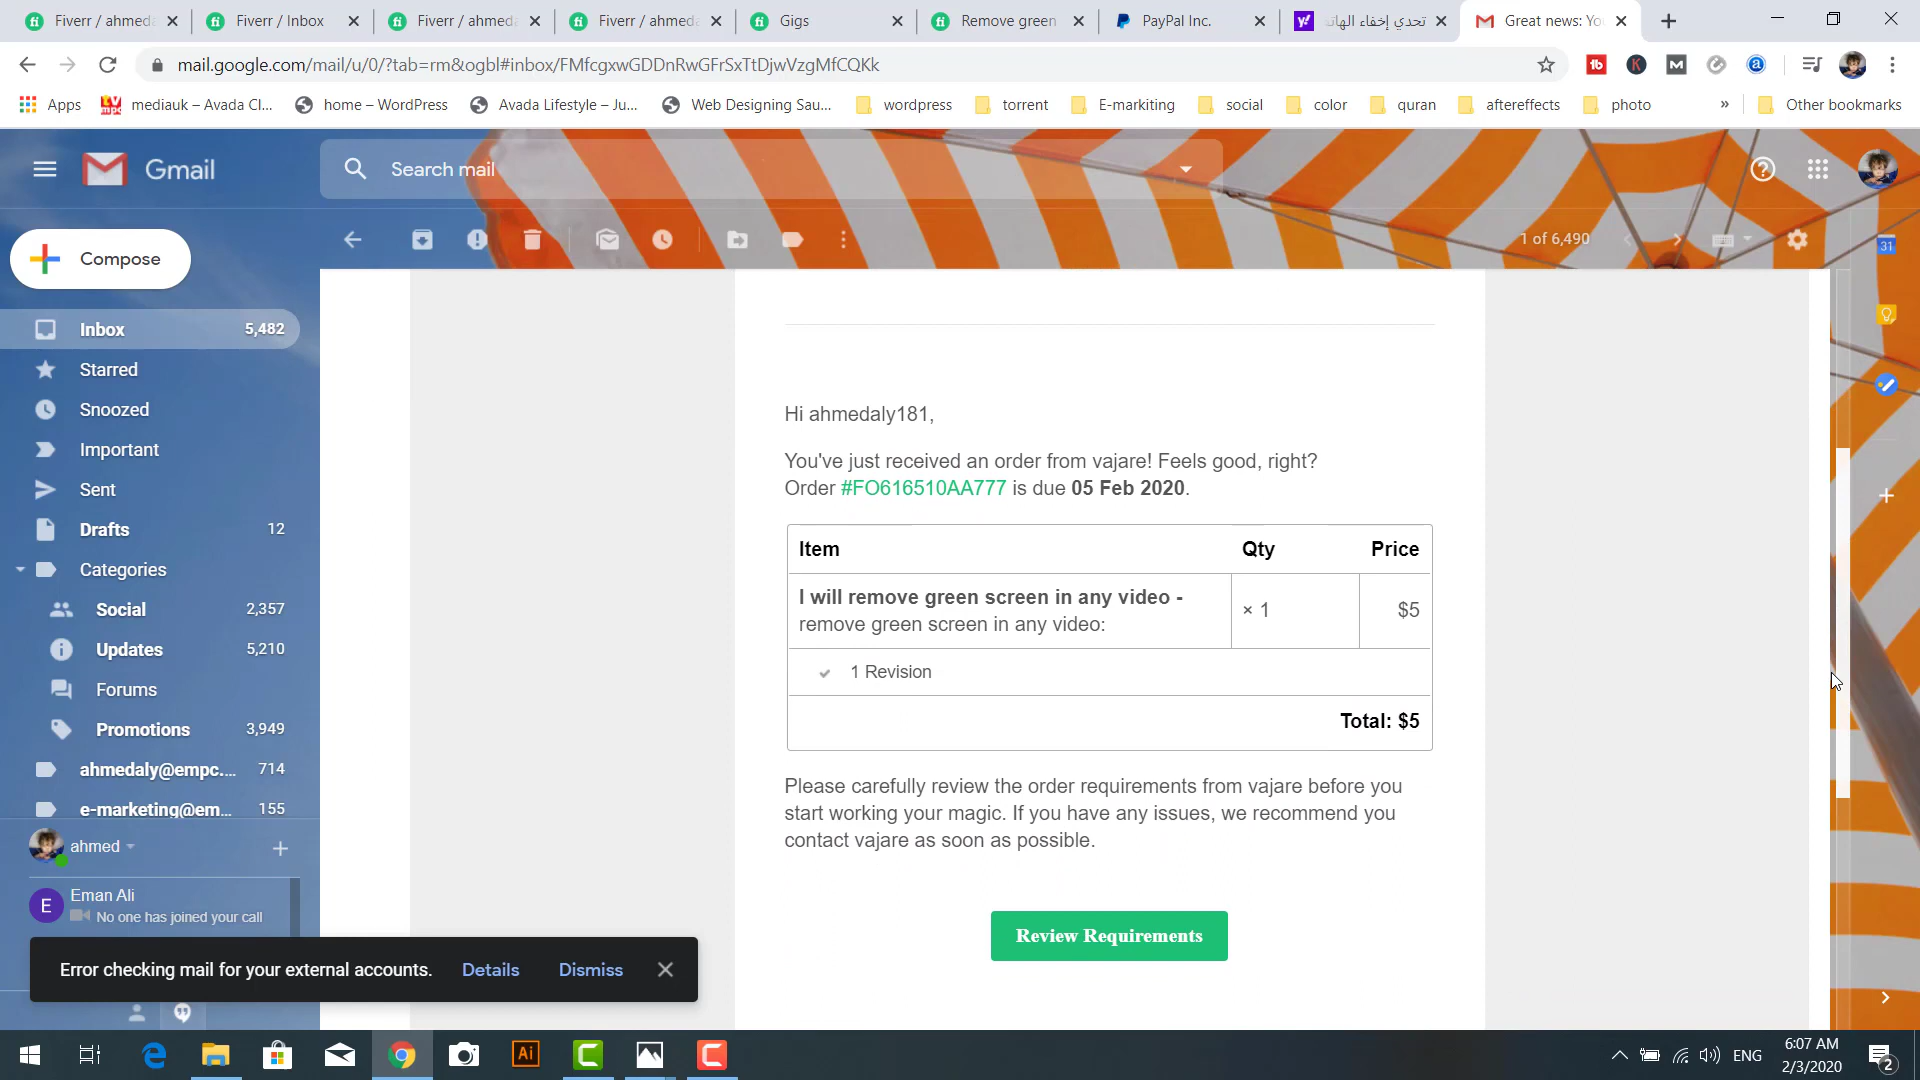 Fiverr / ahmeda
Fiverr / Inbox
Fiverr / ahmeda
Fiverr / ahmeda
Gigs
Remove green
PayPal Inc.
تحدي إخفاء الهاتف
Great news: Yo
mail.google.com/mail/u/0/?tab=rm&ogbl#inbox/FMfcgxwGDDnRwGFrSxTtDjwVzgMfCQKk
Apps
mediauk – Avada Cl...
home – WordPress
Avada Lifestyle – Ju...
Web Designing Sau...
wordpress
torrent
E-markiting
social
color
quran
aftereffects
photo
»
Other bookmarks
Gmail
Search mail
1 of 6,490
31
Compose
Inbox 5,482
Starred
Snoozed
Important
Sent
Drafts 12
Categories
Social 2,357
Updates 5,210
Forums
Promotions 3,949
ahmedaly@empc.... 714
e-marketing@em... 155
ahmed
E
Eman Ali
No one has joined your call
Error checking mail for your external accounts. Details Dismiss
Hi ahmedaly181,
You've just received an order from vajare! Feels good, right?
Order #FO616510AA777 is due 05 Feb 2020.
Item Qty Price
I will remove green screen in any video -
remove green screen in any video:
× 1 $5
1 Revision
Total: $5
Please carefully review the order requirements from vajare before you
start working your magic. If you have any issues, we recommend you
contact vajare as soon as possible.
Review Requirements
Ai
ENG
6:07 AM
2/3/2020
2